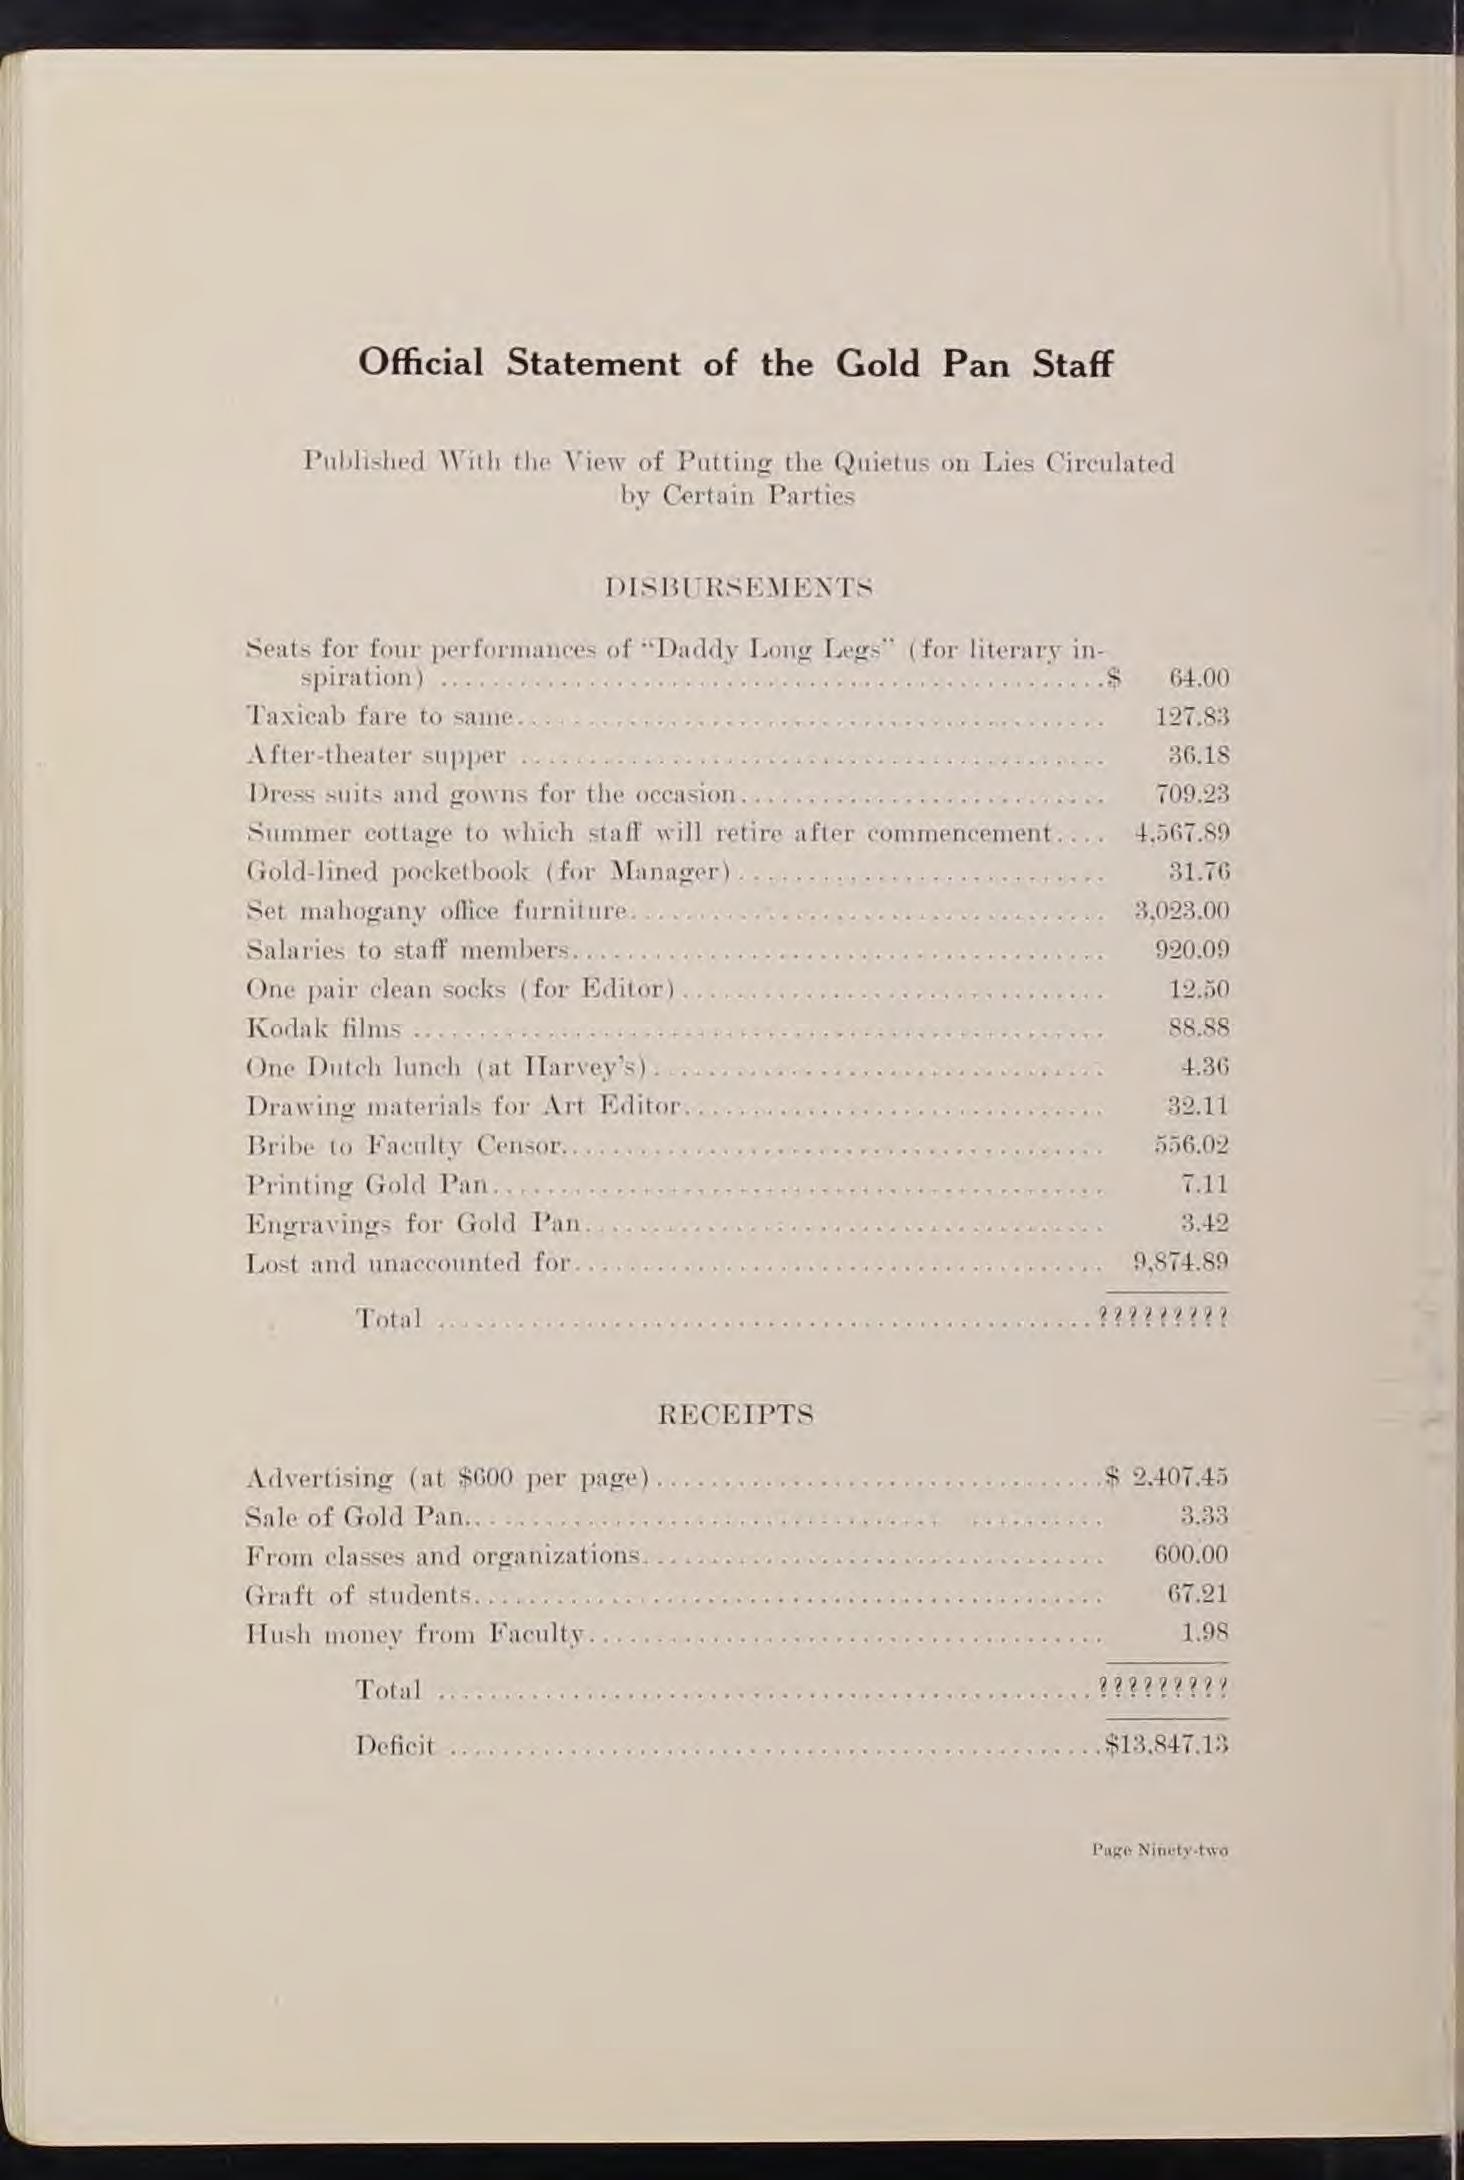 Official Statement of the Gold Pan Staff
Published With the View of Putting the Quietus on Lies Circulated
by Certain Parties
DISBURSEMENTS
Seats for four performances of "Daddy Long Legs" (for literary in-
spiration) ........................................ $ 64.00
Taxicab fare to same........................................ 127.83
After-theater supper ........................................ 36.18
Dress suits and gowns for the occasion........................... 709.23
Summer cottage to which staff will retire after commencement.... 4,567.89
Gold-lined pocketbook (for Manager)........................... 31.76
Set mahogany office furniture................................... 3,023.00
Salaries to staff members....................................... 920.09
One pair clean socks (for Editor)............................... 12.50
Kodak films ................................................ 88.88
One Dutch lunch (at Harvey's)................................. 4.36
Drawing materials for Art Editor............................... 32.11
Bribe to Faculty Censor........................................ 556.02
Printing Gold Pan............................................. 7.11
Engravings for Gold Pan...................................... 3.42
Lost and unaccounted for....................................... 9,874.89
Total ................................................ ?????????
RECEIPTS
Advertising (at $600 per page)................................. $ 2,407.45
Sale of Gold Pan.................................. .......... 3.33
From classes and organizations.................................. 600.00
Graft of students.............................................. 67.21
Hush money from Faculty...................................... 1.98
Total ................................................ ?????????
Deficit ................................................ $13,847.13
Page Ninety-two